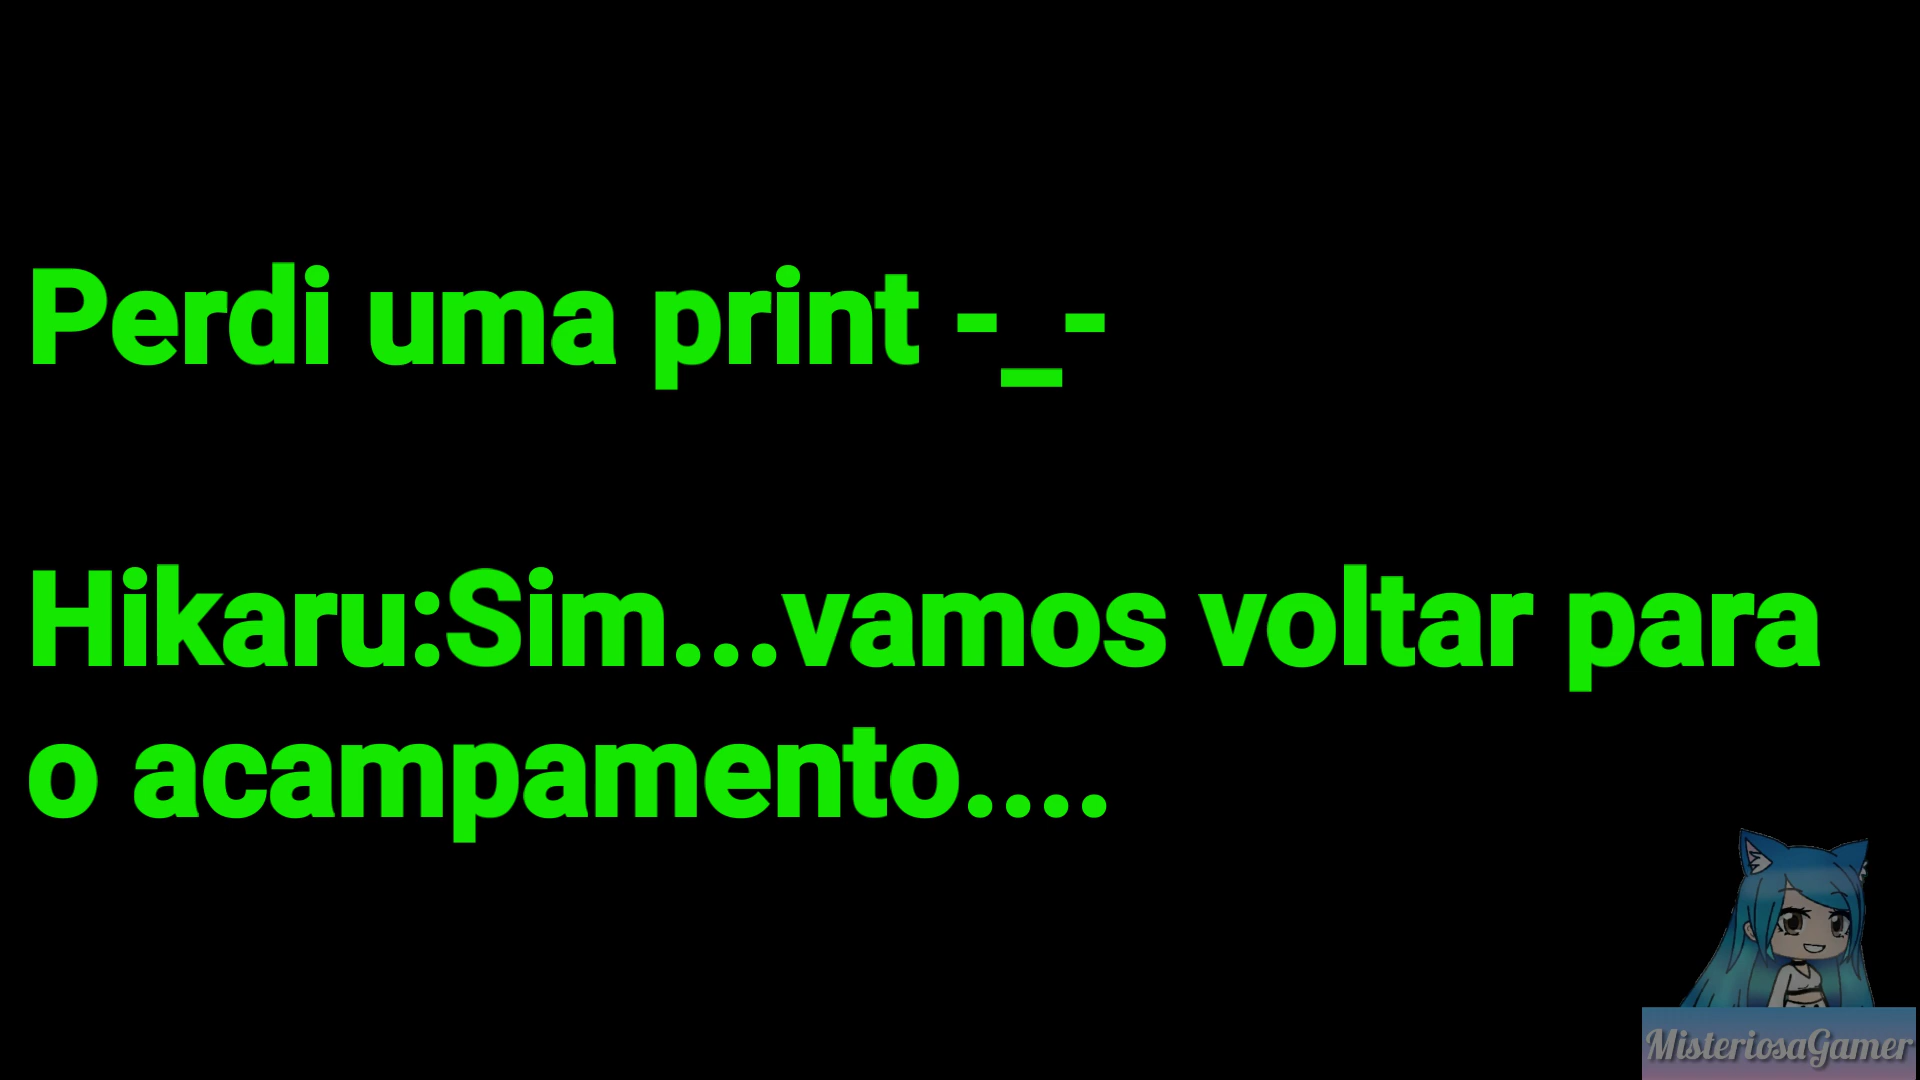 Perdi uma print -_-
Hikaru:Sim...vamos voltar para
o acampamento....
MisteriosaGamer